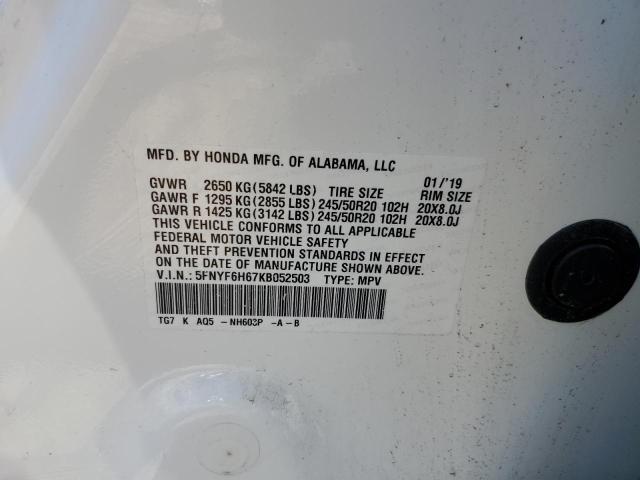 MFD. BY HONDA MFG. OF ALABAMA, LLC 01/'19
GVWR 2650 KG (5842 LBS) TIRE SIZE RIM SIZE
GAWR F 1295 KG (2855 LBS) 245/50R20 102H 20X8.0J
GAWR R 1425 KG (3142 LBS) 245/50R20 102H 20X8.0J
THIS VEHICLE CONFORMS TO ALL APPLICABLE
FEDERAL MOTOR VEHICLE SAFETY
AND THEFT PREVENTION STANDARDS IN EFFECT
ON THE DATE OF MANUFACTURE SHOWN ABOVE.
V.I.N.: 5FNYF6H67KB052503 TYPE: MPV
TG7 K AQ5 -NH603P -A-B